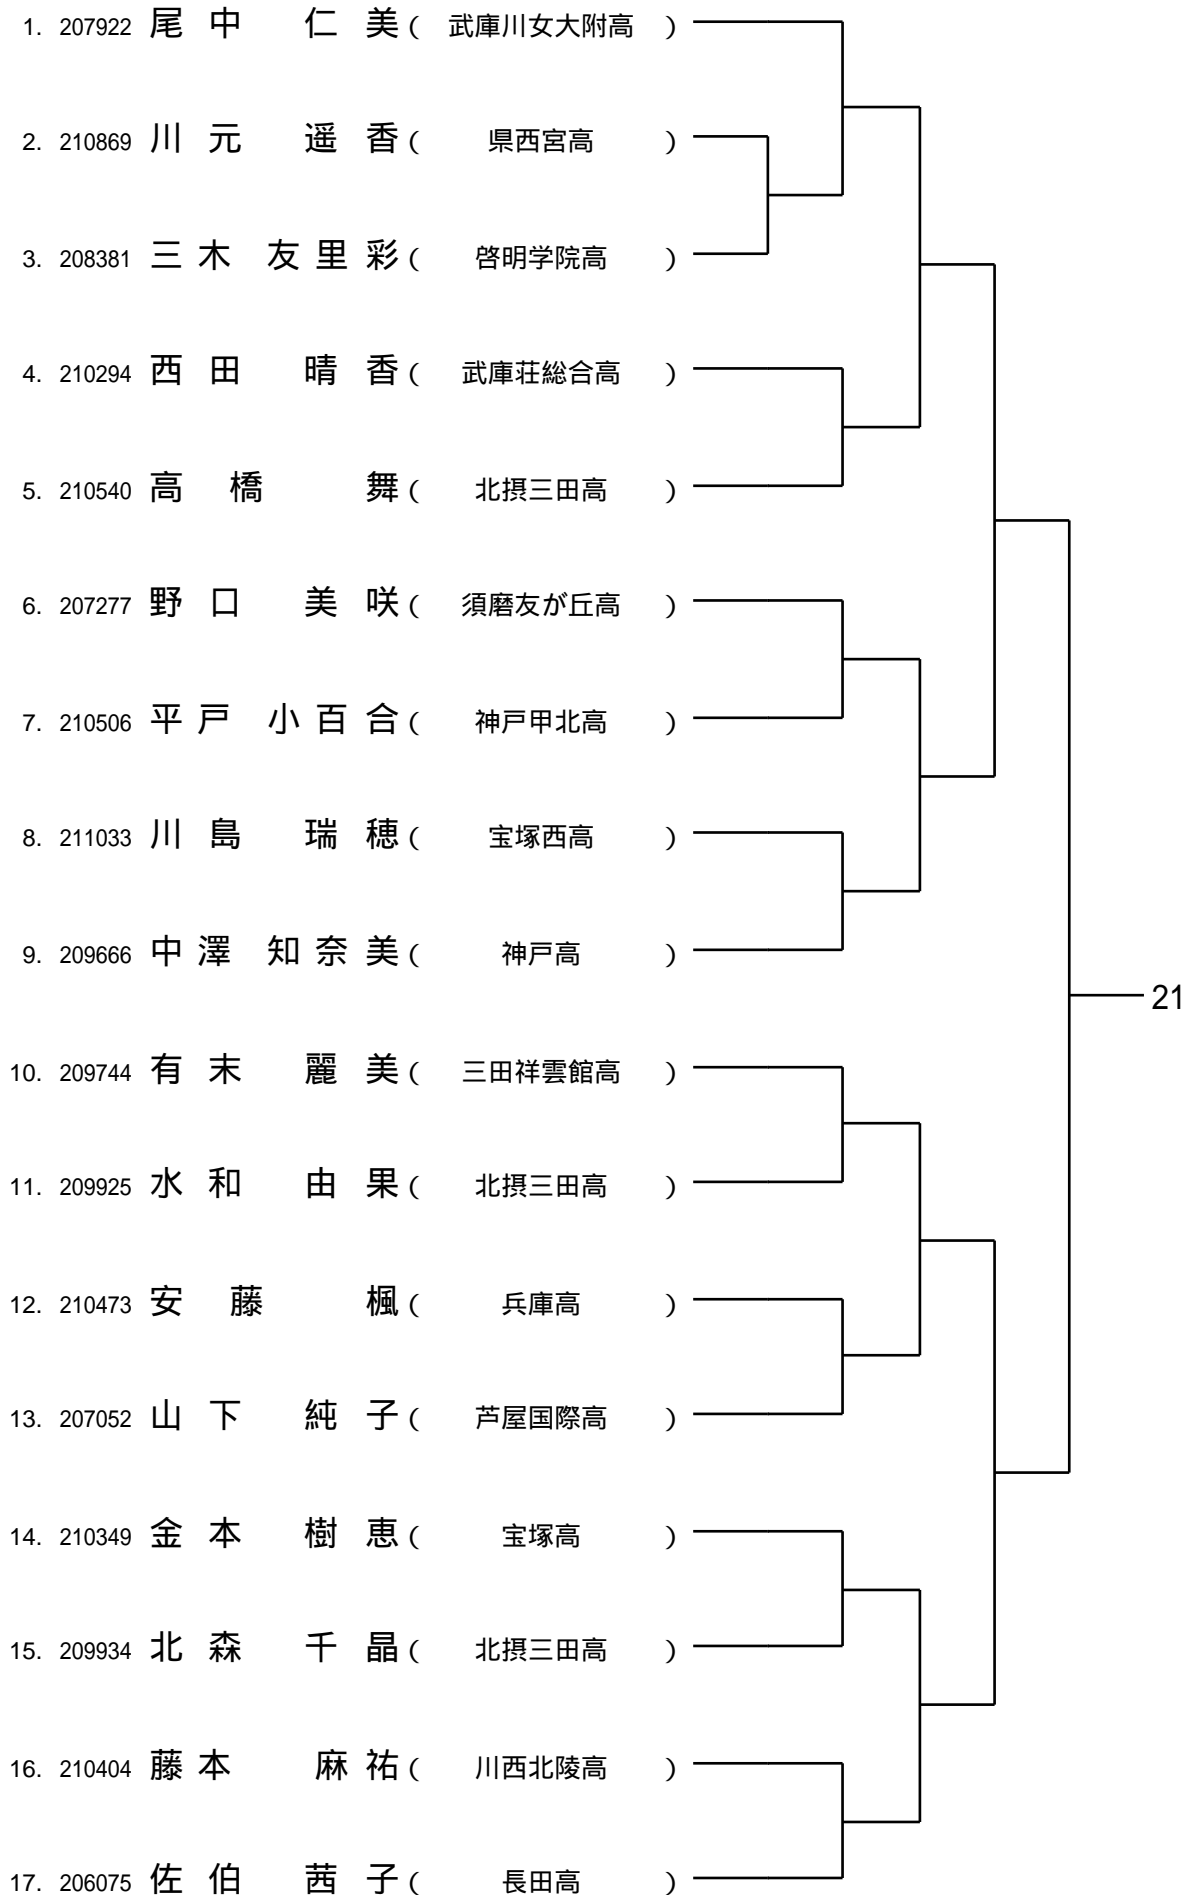 1. 207922 尾中 仁美 ( 武庫川女大附高 )
2. 210869 川元 遥香 ( 県西宮高 )
3. 208381 三木 友里彩 ( 啓明学院高 )
4. 210294 西田 晴香 ( 武庫荘総合高 )
5. 210540 高橋 舞 ( 北摂三田高 )
6. 207277 野口 美咲 ( 須磨友が丘高 )
7. 210506 平戸 小百合 ( 神戸甲北高 )
8. 211033 川島 瑞穂 ( 宝塚西高 )
9. 209666 中澤 知奈美 ( 神戸高 )
21
10. 209744 有末 麗美 ( 三田祥雲館高 )
11. 209925 水和 由果 ( 北摂三田高 )
12. 210473 安藤 楓 ( 兵庫高 )
13. 207052 山下 純子 ( 芦屋国際高 )
14. 210349 金本 樹恵 ( 宝塚高 )
15. 209934 北森 千晶 ( 北摂三田高 )
16. 210404 藤本 麻祐 ( 川西北陵高 )
17. 206075 佐伯 茜子 ( 長田高 )